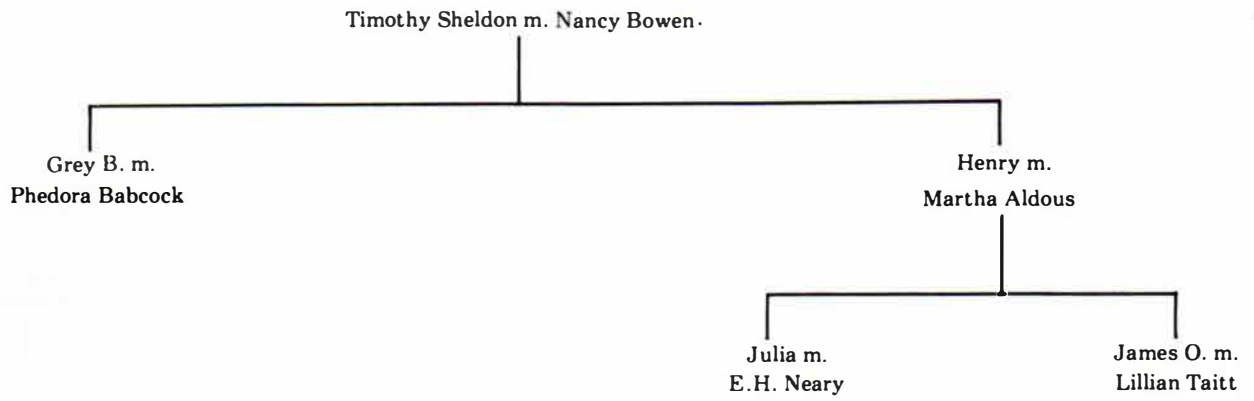 Timothy Sheldon m. Nancy Bowen.
Grey B. m.
Phedora Babcock
Henry m.
Martha Aldous
Julia m.
E.H. Neary
James O. m.
Lillian Taitt